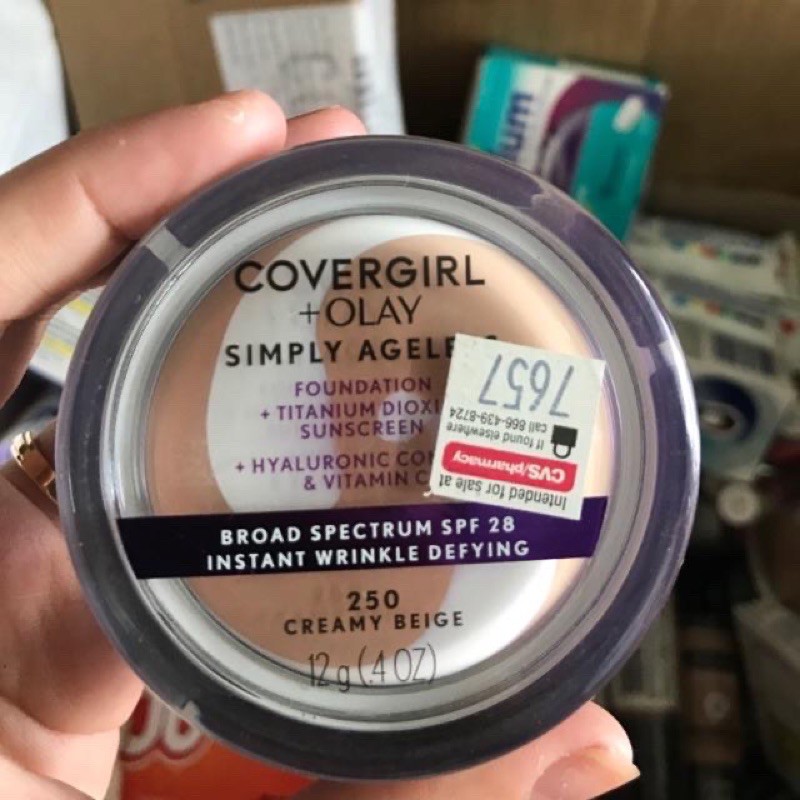 COVERGIRL
+OLAY
SIMPLY AGELE
FOUNDATION
+ TITANIUM DIOXI
SUNSCREEN
+ HYALURONIC CO
& VITAMIN C
BROAD SPECTRUM SPF 28
INSTANT WRINKLE DEFYING
250
CREAMY BEIGE
12 g (.4 OZ)
Intended for sale at
CVS/pharmacy
If found elsewhere
call 866-439-8724
7657
um